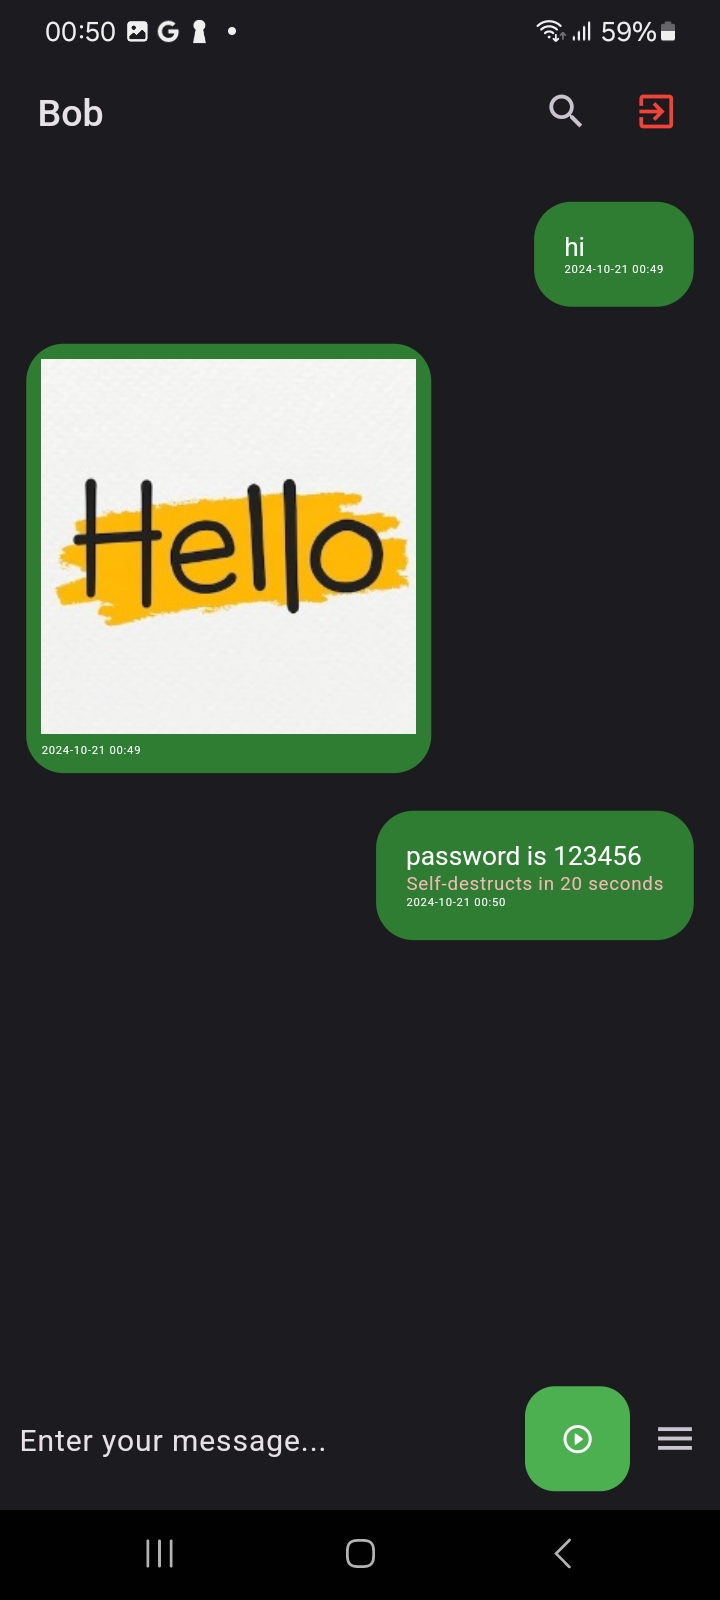 00:50 59%
Bob
hi
2024-10-21 00:49
Hello
2024-10-21 00:49
password is 123456
Self-destructs in 20 seconds
2024-10-21 00:50
Enter your message...